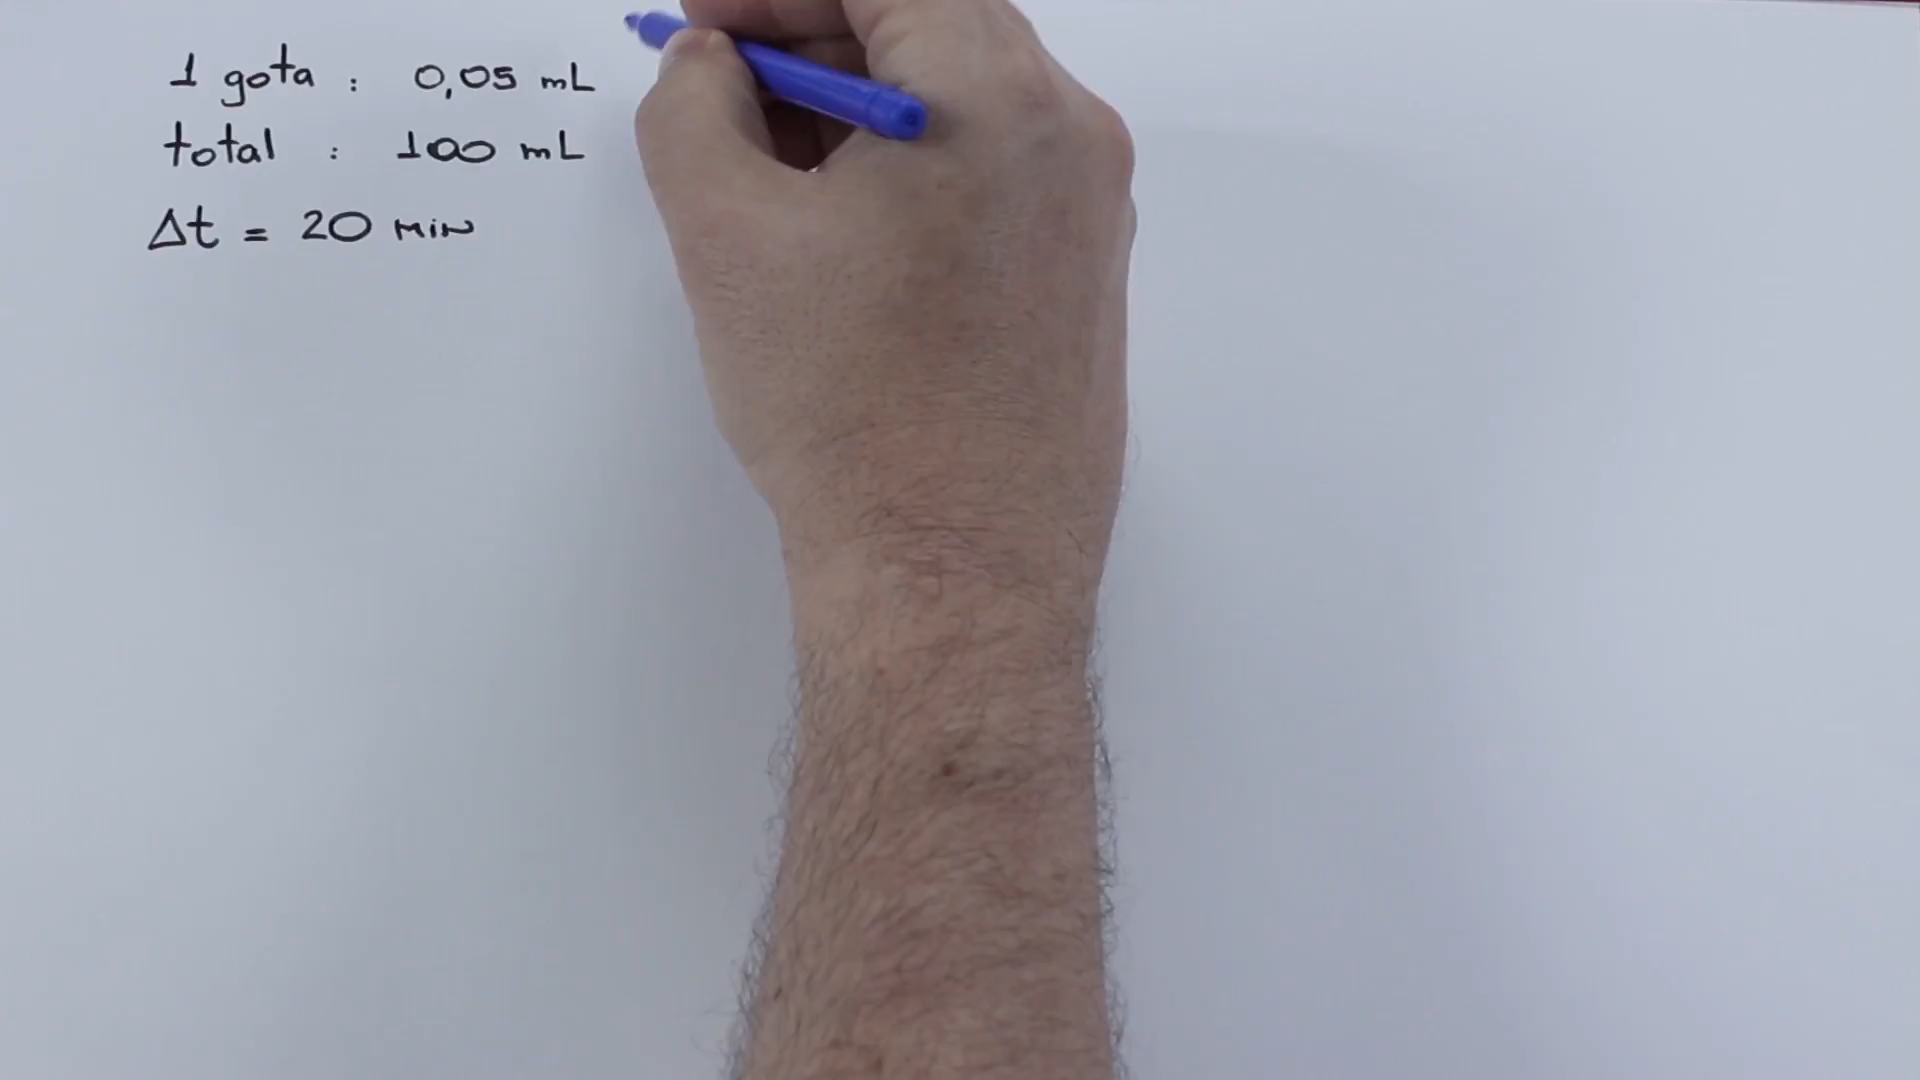 1 gota : 0,05 mL
total : 100 mL
Δt = 20 min